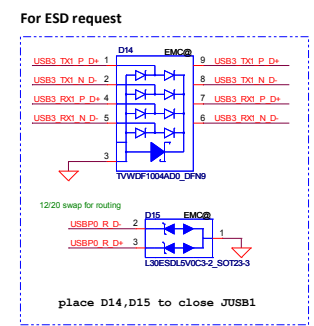 For ESD request
D14 EMC@
USB3_TX1_P_D+ 1 9 USB3_TX1_P_D+
USB3_TX1_N_D- 2 8 USB3_TX1_N_D-
USB3_RX1_P_D+ 4 7 USB3_RX1_P_D+
USB3_RX1_N_D- 5 6 USB3_RX1_N_D-
3
TVWDF1004AD0_DFN9
12/20 swap for routing
D15 EMC@
USBP0_R_D- 2
1
USBP0_R_D+ 3
L30ESDL5V0C3-2_SOT23-3
place D14,D15 to close JUSB1